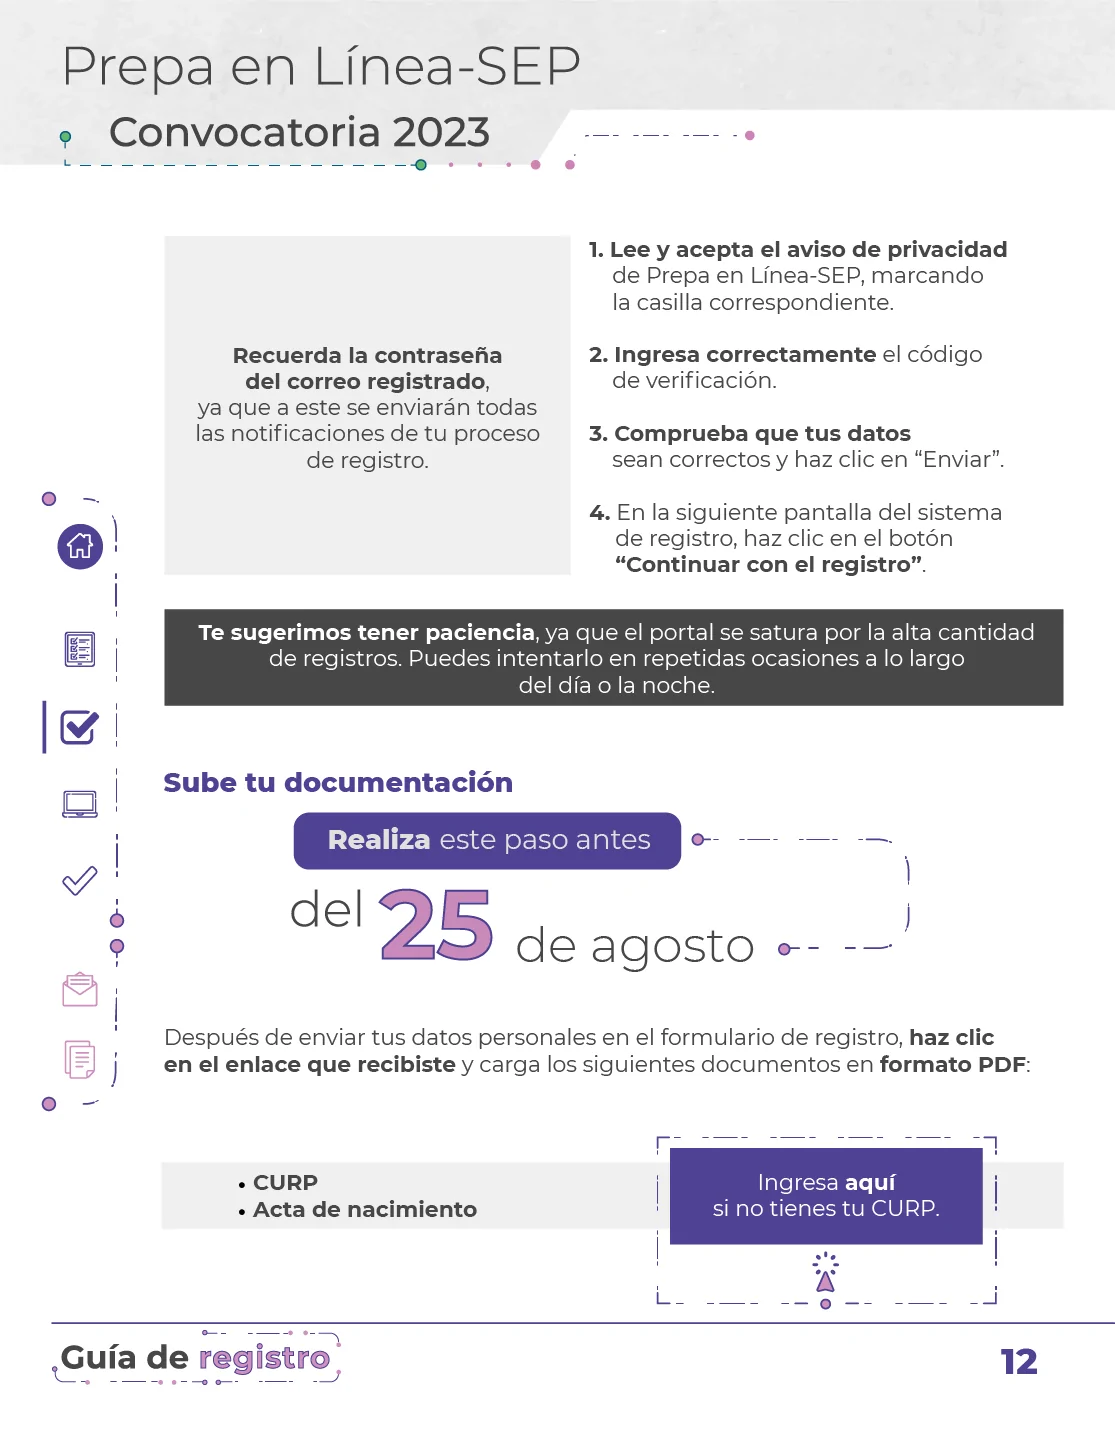 Prepa en Línea-SEP
Convocatoria 2023
Recuerda la contraseña
del correo registrado,
ya que a este se enviarán todas
las notificaciones de tu proceso
de registro.
1. Lee y acepta el aviso de privacidad
de Prepa en Línea-SEP, marcando
la casilla correspondiente.
2. Ingresa correctamente el código
de verificación.
3. Comprueba que tus datos
sean correctos y haz clic en “Enviar”.
4. En la siguiente pantalla del sistema
de registro, haz clic en el botón
“Continuar con el registro”.
Te sugerimos tener paciencia, ya que el portal se satura por la alta cantidad
de registros. Puedes intentarlo en repetidas ocasiones a lo largo
del día o la noche.
Sube tu documentación
Realiza este paso antes
del 25 de agosto
Después de enviar tus datos personales en el formulario de registro, haz clic
en el enlace que recibiste y carga los siguientes documentos en formato PDF:
• CURP
• Acta de nacimiento
Ingresa aquí
si no tienes tu CURP.
Guía de registro
12